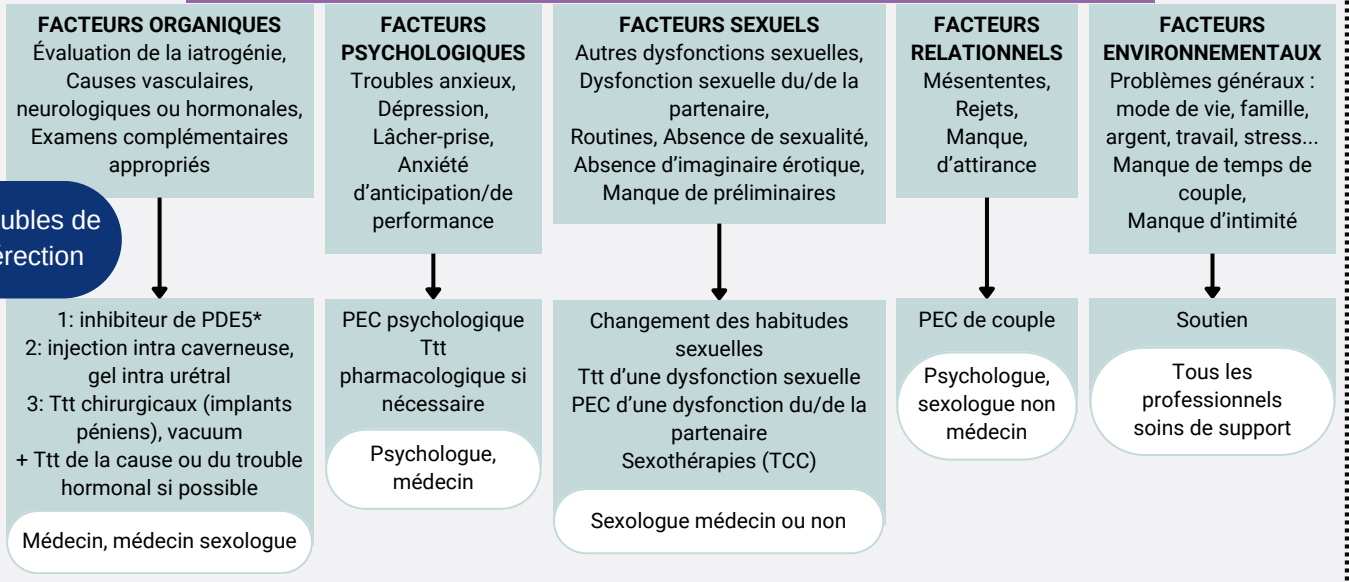 FACTEURS ORGANIQUES
Évaluation de la iatrogénie,
Causes vasculaires,
neurologiques ou hormonales,
Examens complémentaires
appropriés
FACTEURS
PSYCHOLOGIQUES
Troubles anxieux,
Dépression,
Lâcher-prise,
Anxiété
d'anticipation/de
performance
FACTEURS SEXUELS
Autres dysfonctions sexuelles,
Dysfonction sexuelle du/de la
partenaire,
Routines, Absence de sexualité,
Absence d'imaginaire érotique,
Manque de préliminaires
FACTEURS
RELATIONNELS
Mésententes,
Rejets,
Manque,
d'attirance
FACTEURS
ENVIRONNEMENTAUX
Problèmes généraux :
mode de vie, famille,
argent, travail, stress...
Manque de temps de
couple,
Manque d'intimité
ubles de
érection
1: inhibiteur de PDE5*
2: injection intra caverneuse,
gel intra urétral
3: Ttt chirurgicaux (implants
péniens), vacuum
+ Ttt de la cause ou du trouble
hormonal si possible
Médecin, médecin sexologue
PEC psychologique
Ttt
pharmacologique si
nécessaire
Psychologue,
médecin
Changement des habitudes
sexuelles
Ttt d'une dysfonction sexuelle
PEC d'une dysfonction du/de la
partenaire
Sexothérapies (TCC)
Sexologue médecin ou non
PEC de couple
Psychologue,
sexologue non
médecin
Soutien
Tous les
professionnels
soins de support